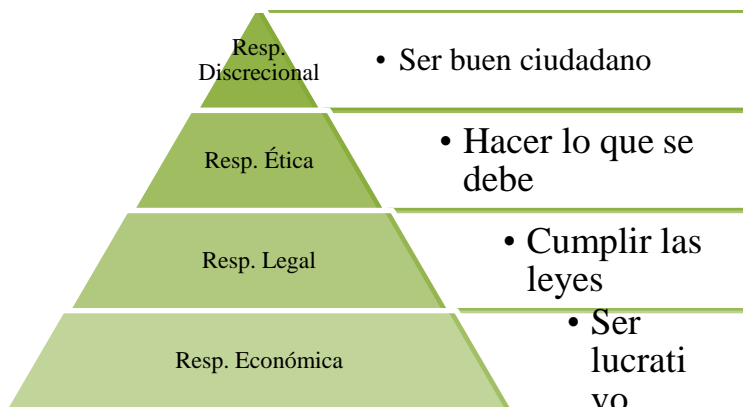 Resp.
Discrecional
• Ser buen ciudadano
Resp. Ética
• Hacer lo que se
debe
Resp. Legal
• Cumplir las
leyes
Resp. Económica
• Ser
lucrati
vo